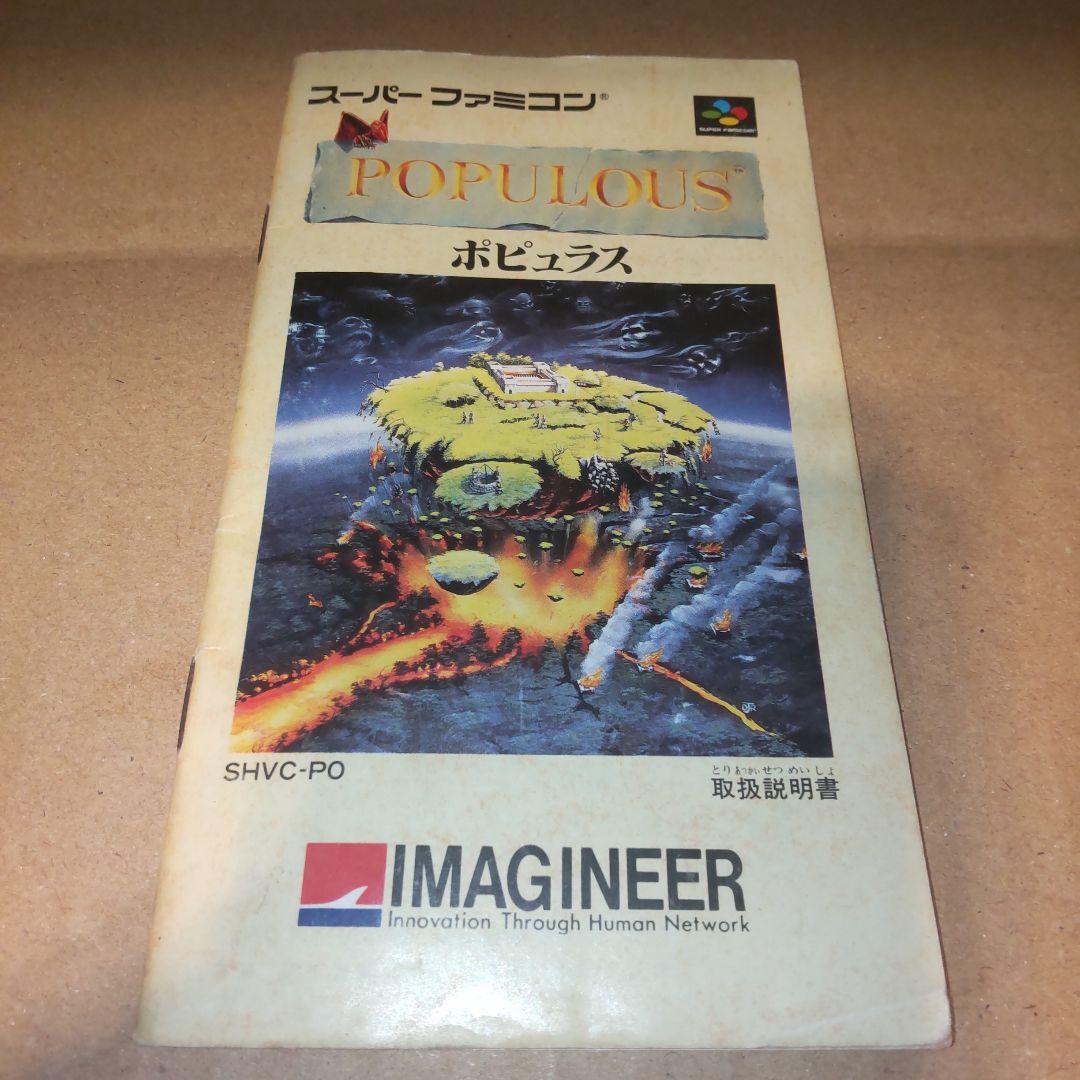 スーパーファミコン®
SUPER FAMICOM
POPULOUS™
ポピュラス
DJR
SHVC-PO
とりあつかいせつめいしょ
取扱説明書
IMAGINEER
Innovation Through Human Network